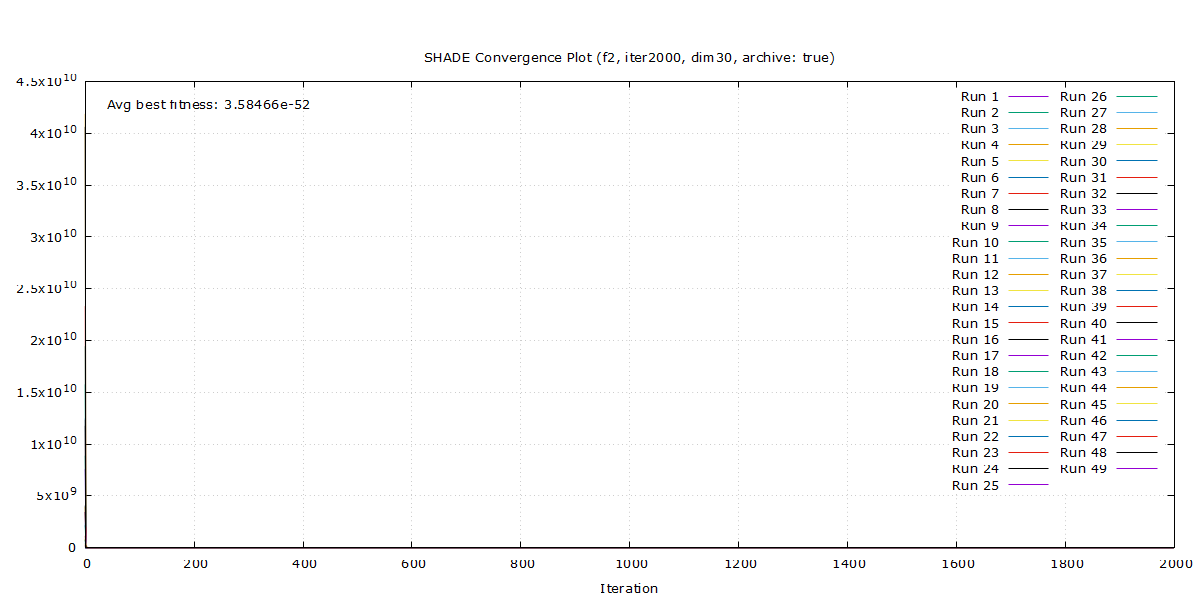 SHADE Convergence Plot (f2, iter2000, dim30, archive: true)
4.5x10^10
Avg best fitness: 3.58466e-52
4x10^10
3.5x10^10
3x10^10
2.5x10^10
2x10^10
1.5x10^10
1x10^10
5x10^9
0
Run 1 Run 26
Run 2 Run 27
Run 3 Run 28
Run 4 Run 29
Run 5 Run 30
Run 6 Run 31
Run 7 Run 32
Run 8 Run 33
Run 9 Run 34
Run 10 Run 35
Run 11 Run 36
Run 12 Run 37
Run 13 Run 38
Run 14 Run 39
Run 15 Run 40
Run 16 Run 41
Run 17 Run 42
Run 18 Run 43
Run 19 Run 44
Run 20 Run 45
Run 21 Run 46
Run 22 Run 47
Run 23 Run 48
Run 24 Run 49
Run 25
0 200 400 600 800 1000 1200 1400 1600 1800 2000
Iteration